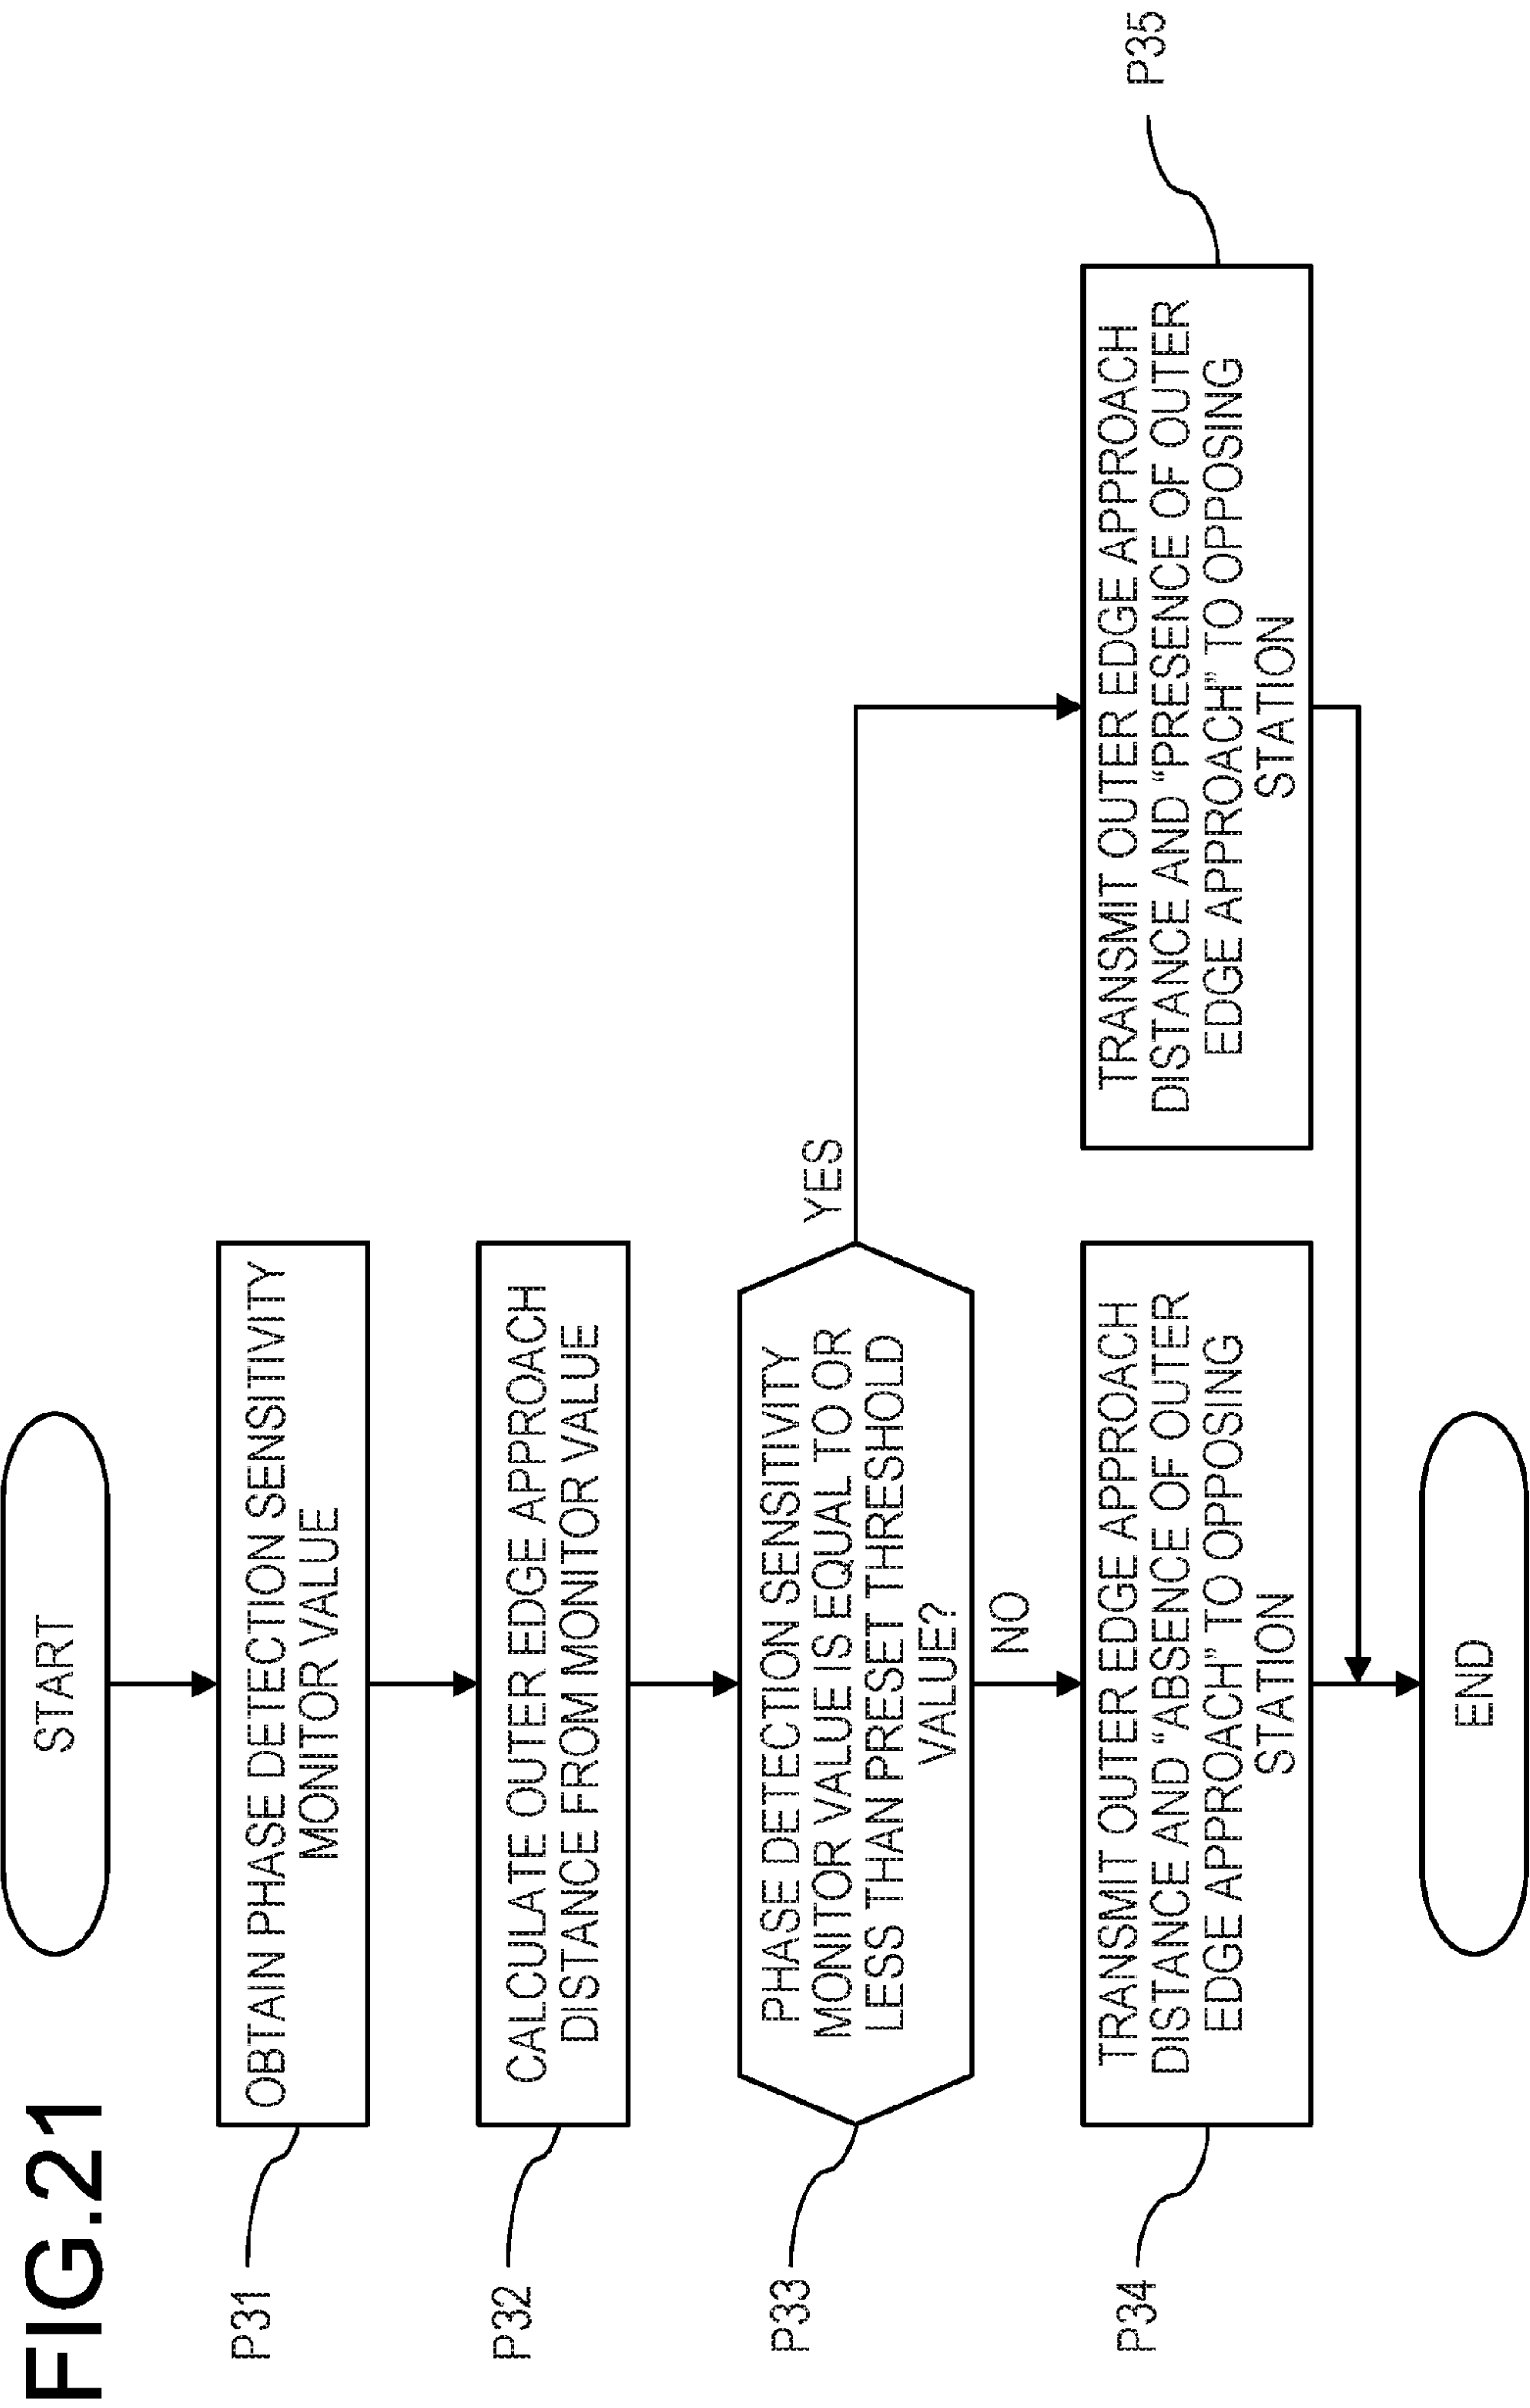 FIG.21
START
P31
OBTAIN PHASE DETECTION SENSITIVITY
MONITOR VALUE
P32
CALCULATE OUTER EDGE APPROACH
DISTANCE FROM MONITOR VALUE
P33
PHASE DETECTION SENSITIVITY
MONITOR VALUE IS EQUAL TO OR
LESS THAN PRESET THRESHOLD
VALUE?
YES
NO
P34
TRANSMIT OUTER EDGE APPROACH
DISTANCE AND “ABSENCE OF OUTER
EDGE APPROACH” TO OPPOSING
STATION
P35
TRANSMIT OUTER EDGE APPROACH
DISTANCE AND “PRESENCE OF OUTER
EDGE APPROACH” TO OPPOSING
STATION
END